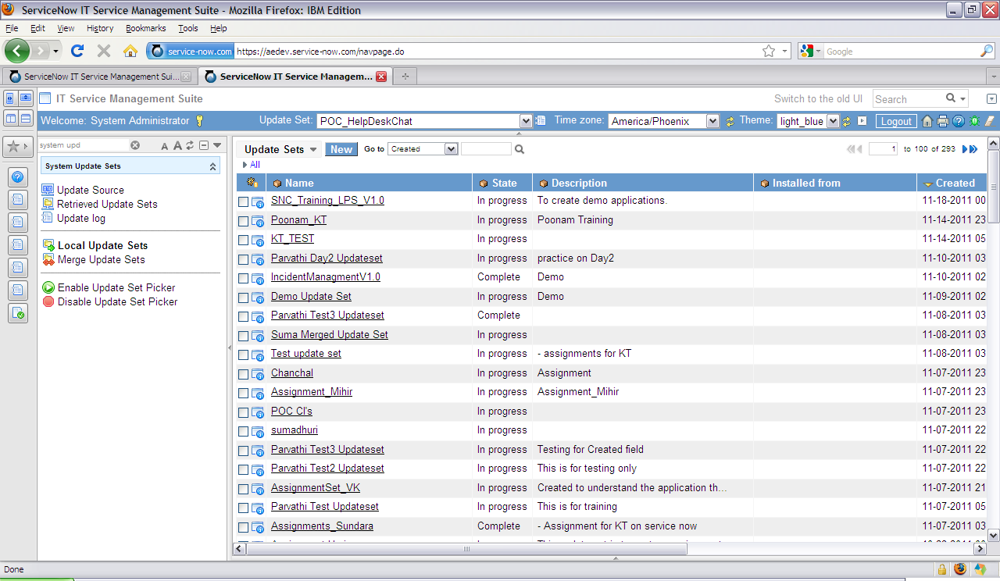 ServiceNow IT Service Management Suite - Mozilla Firefox: IBM Edition
File Edit View History Bookmarks Tools Help
service-now.com https://aedev.service-now.com/navpage.do Google
ServiceNow IT Service Management Sui... ServiceNow IT Service Managem...
IT Service Management Suite Switch to the old UI Search
Welcome: System Administrator Update Set: POC_HelpDeskChat Time zone: America/Phoenix Theme: light_blue Logout
system upd A A
System Update Sets
Update Source
Retrieved Update Sets
Update log
Local Update Sets
Merge Update Sets
Enable Update Set Picker
Disable Update Set Picker
Update Sets New Go to Created 1 to 100 of 293
All
Name State Description Installed from Created
SNC_Training_LPS_V1.0 In progress To create demo applications. 11-18-2011 00
Poonam_KT In progress Poonam Training 11-14-2011 23
KT_TEST In progress 11-14-2011 05
Parvathi Day2 Updateset In progress practice on Day2 11-10-2011 03
IncidentManagmentV1.0 Complete Demo 11-10-2011 02
Demo Update Set In progress Demo 11-09-2011 02
Parvathi Test3 Updateset Complete 11-08-2011 03
Suma Merged Update Set In progress 11-08-2011 03
Test update set In progress - assignments for KT 11-08-2011 03
Chanchal In progress Assignment 11-07-2011 23
Assignment_Mihir In progress Assignment_Mihir 11-07-2011 23
POC CI's In progress 11-07-2011 23
sumadhuri In progress 11-07-2011 22
Parvathi Test3 Updateset In progress Testing for Created field 11-07-2011 22
Parvathi Test2 Updateset In progress This is for testing only 11-07-2011 22
AssignmentSet_VK In progress Created to understand the application th... 11-07-2011 21
Parvathi Test Updateset In progress This is for training 11-07-2011 05
Assignments_Sundara Complete - Assignment for KT on service now 11-07-2011 03
Done